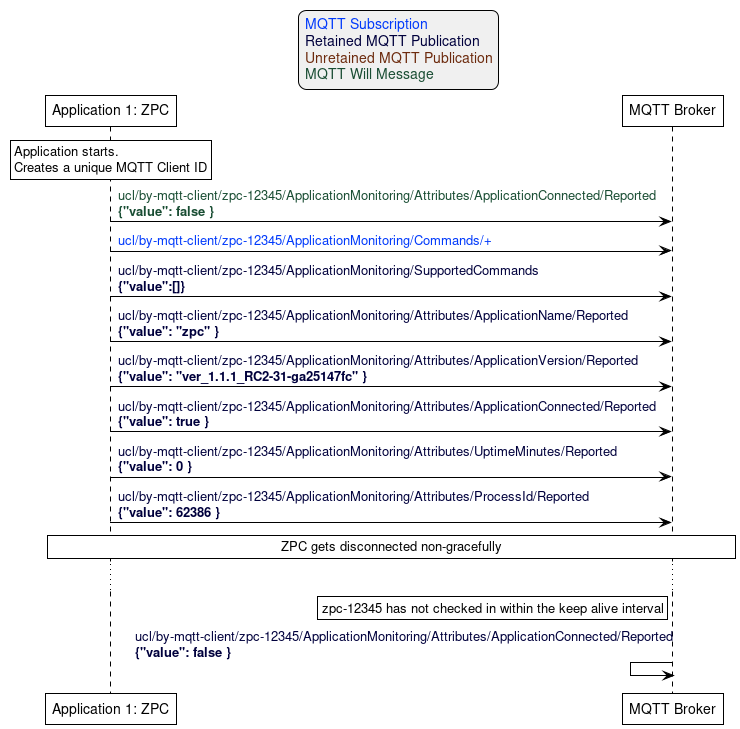 MQTT Subscription
Retained MQTT Publication
Unretained MQTT Publication
MQTT Will Message
Application 1: ZPC
MQTT Broker
Application starts.
Creates a unique MQTT Client ID
ucl/by-mqtt-client/zpc-12345/ApplicationMonitoring/Attributes/ApplicationConnected/Reported
{"value": false }
ucl/by-mqtt-client/zpc-12345/ApplicationMonitoring/Commands/+
ucl/by-mqtt-client/zpc-12345/ApplicationMonitoring/SupportedCommands
{"value":[]}
ucl/by-mqtt-client/zpc-12345/ApplicationMonitoring/Attributes/ApplicationName/Reported
{"value": "zpc" }
ucl/by-mqtt-client/zpc-12345/ApplicationMonitoring/Attributes/ApplicationVersion/Reported
{"value": "ver_1.1.1_RC2-31-ga25147fc" }
ucl/by-mqtt-client/zpc-12345/ApplicationMonitoring/Attributes/ApplicationConnected/Reported
{"value": true }
ucl/by-mqtt-client/zpc-12345/ApplicationMonitoring/Attributes/UptimeMinutes/Reported
{"value": 0 }
ucl/by-mqtt-client/zpc-12345/ApplicationMonitoring/Attributes/ProcessId/Reported
{"value": 62386 }
ZPC gets disconnected non-gracefully
zpc-12345 has not checked in within the keep alive interval
ucl/by-mqtt-client/zpc-12345/ApplicationMonitoring/Attributes/ApplicationConnected/Reported
{"value": false }
Application 1: ZPC
MQTT Broker